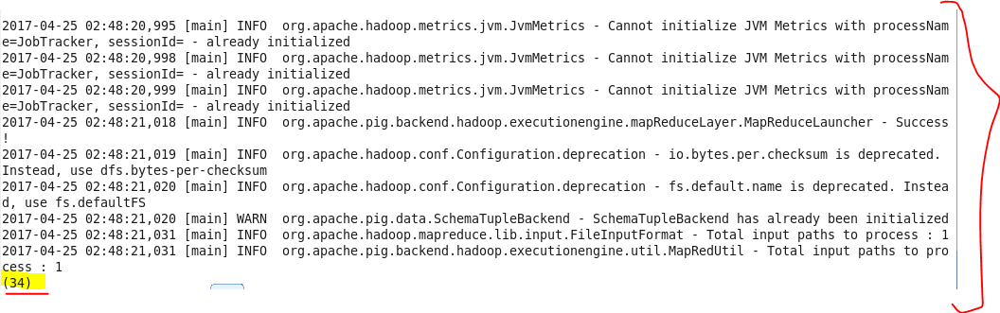 2017-04-25 02:48:20,995 [main] INFO  org.apache.hadoop.metrics.jvm.JvmMetrics - Cannot initialize JVM Metrics with processNam
e=JobTracker, sessionId= - already initialized
2017-04-25 02:48:20,998 [main] INFO  org.apache.hadoop.metrics.jvm.JvmMetrics - Cannot initialize JVM Metrics with processNam
e=JobTracker, sessionId= - already initialized
2017-04-25 02:48:20,999 [main] INFO  org.apache.hadoop.metrics.jvm.JvmMetrics - Cannot initialize JVM Metrics with processNam
e=JobTracker, sessionId= - already initialized
2017-04-25 02:48:21,018 [main] INFO  org.apache.pig.backend.hadoop.executionengine.mapReduceLayer.MapReduceLauncher - Success
!
2017-04-25 02:48:21,019 [main] INFO  org.apache.hadoop.conf.Configuration.deprecation - io.bytes.per.checksum is deprecated.
Instead, use dfs.bytes-per-checksum
2017-04-25 02:48:21,020 [main] INFO  org.apache.hadoop.conf.Configuration.deprecation - fs.default.name is deprecated. Instea
d, use fs.defaultFS
2017-04-25 02:48:21,020 [main] WARN  org.apache.pig.data.SchemaTupleBackend - SchemaTupleBackend has already been initialized
2017-04-25 02:48:21,031 [main] INFO  org.apache.hadoop.mapreduce.lib.input.FileInputFormat - Total input paths to process : 1
2017-04-25 02:48:21,031 [main] INFO  org.apache.pig.backend.hadoop.executionengine.util.MapRedUtil - Total input paths to pro
cess : 1
(34)